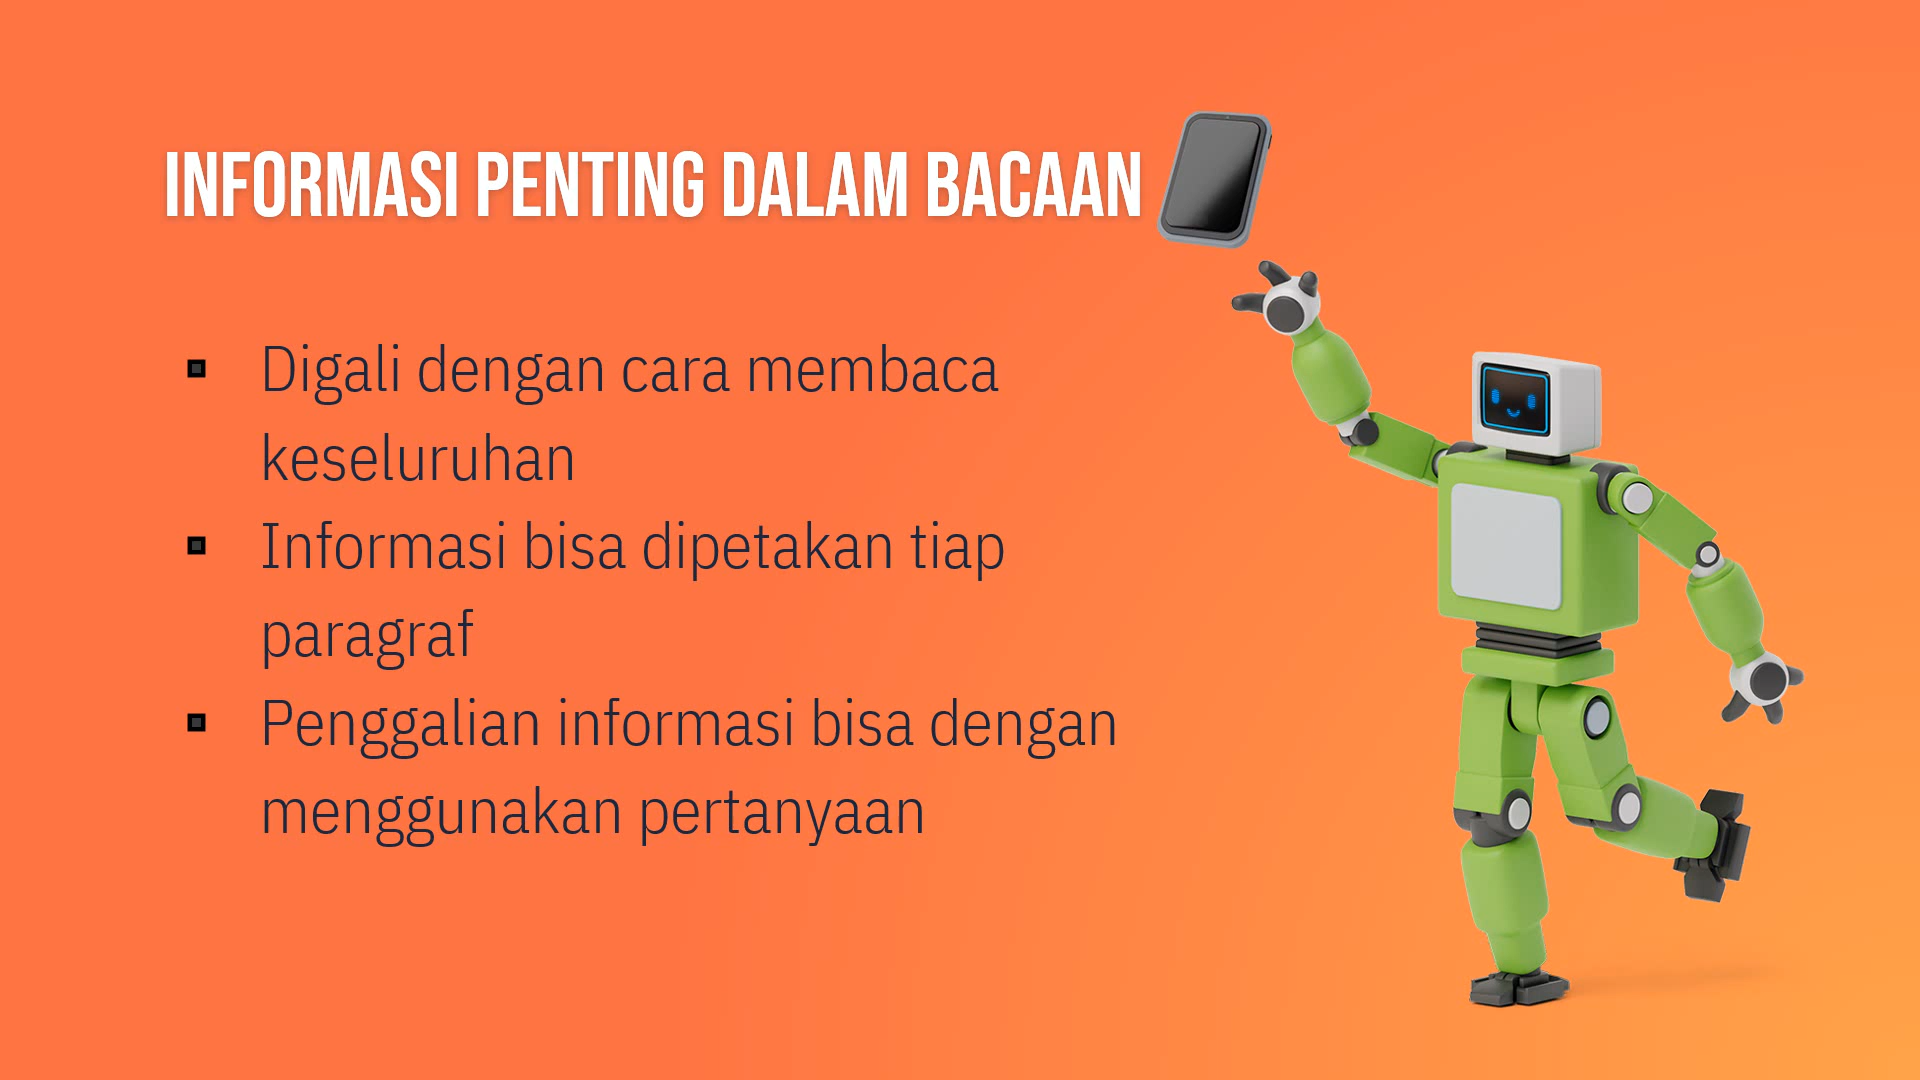 INFORMASI PENTING DALAM BACAAN
Digali dengan cara membaca
keseluruhan
Informasi bisa dipetakan tiap
paragraf
Penggalian informasi bisa dengan
menggunakan pertanyaan